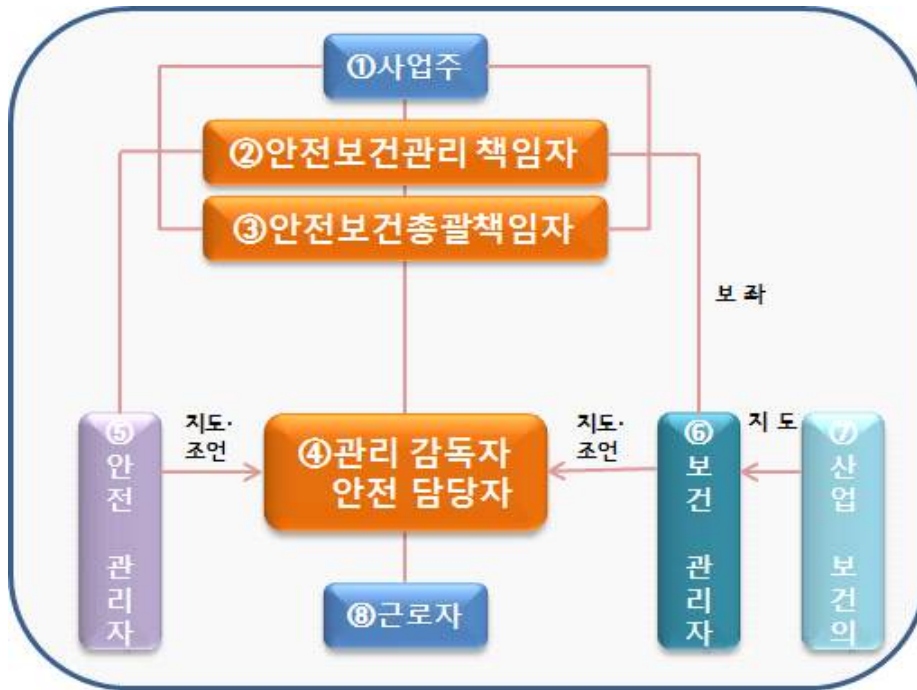 ①사업주
②안전보건관리 책임자
③안전보건총괄책임자
보 좌
⑤
안
전
관
리
자
지도·
조언
④관리 감독자
안전 담당자
지도·
조언
⑥
보
건
관
리
자
지 도
⑦
산
업
보
건
의
⑧근로자